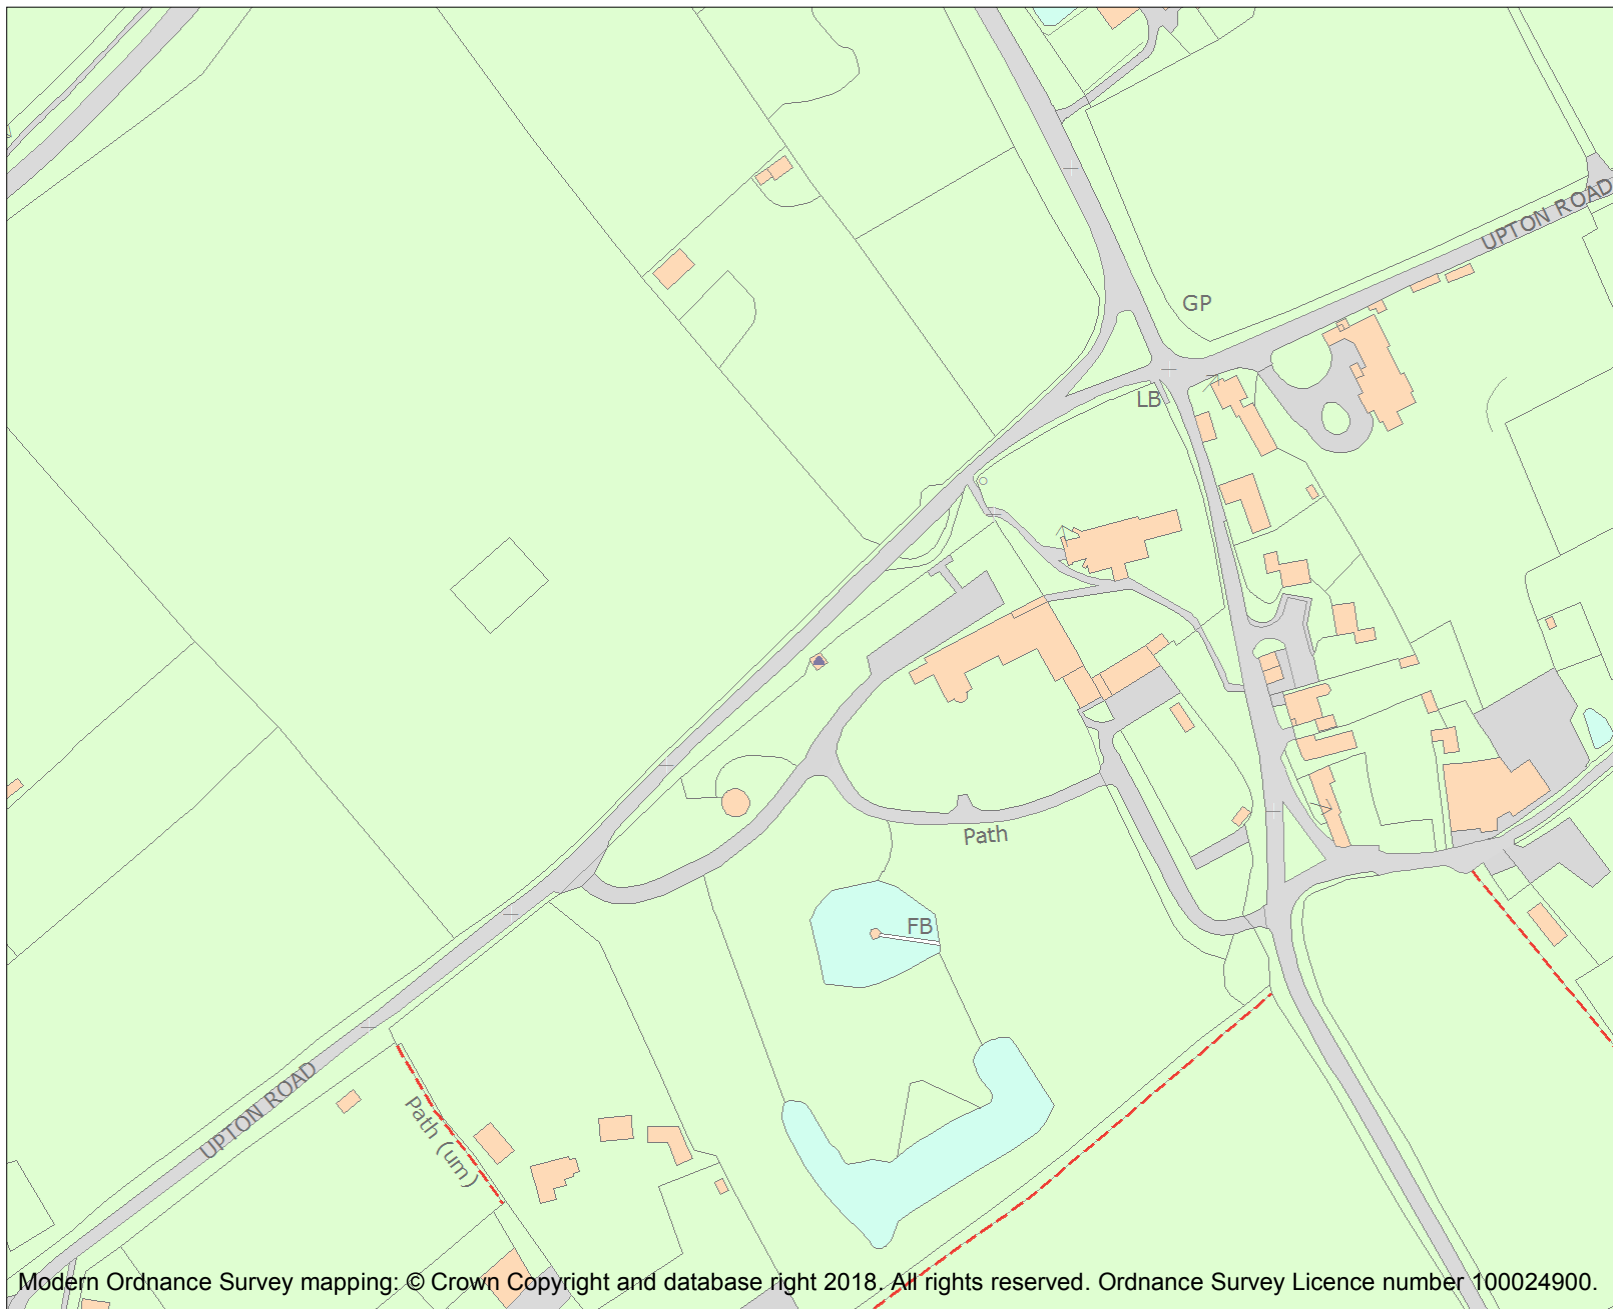 UPTON ROAD
GP
LB
Path
FB
UPTON ROAD
Path (um)
Modern Ordnance Survey mapping: © Crown Copyright and database right 2018. All rights reserved. Ordnance Survey Licence number 100024900.